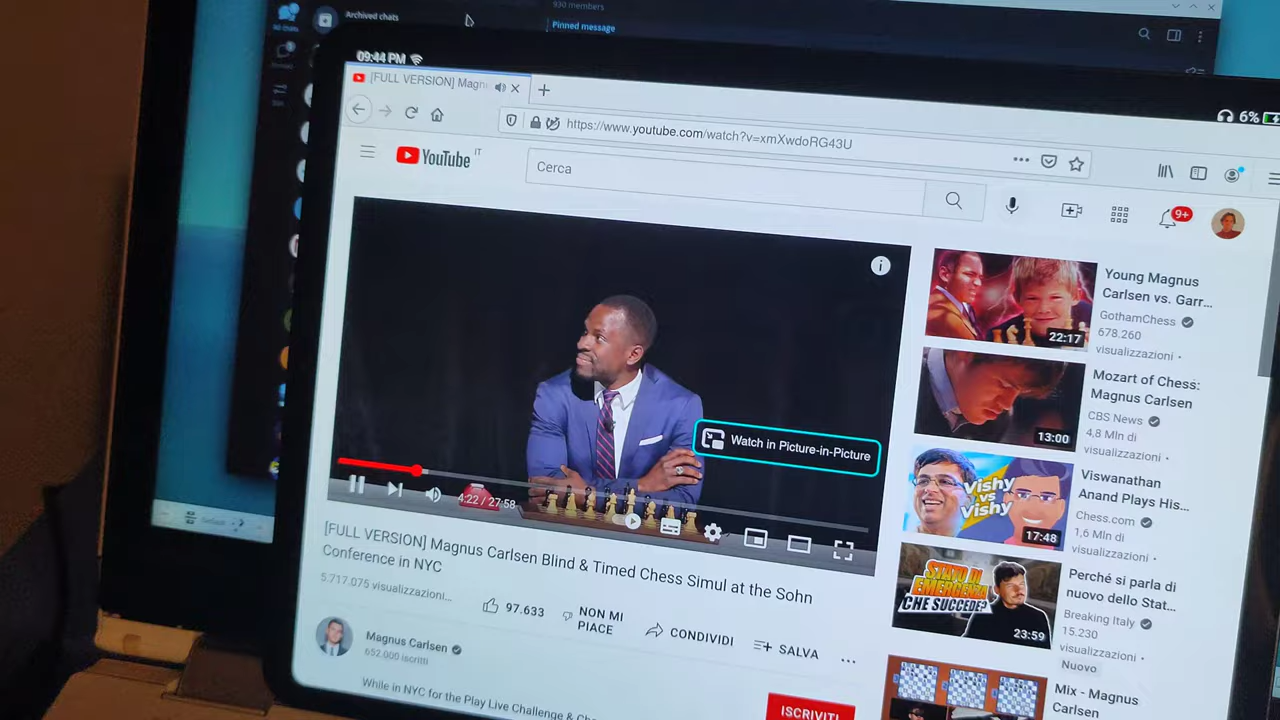 930 members
Archived chats
Pinned message
09:44 PM
6%
[FULL VERSION] Magn
https://www.youtube.com/watch?v=xmXwdoRG43U
YouTube IT
Cerca
9+
Watch in Picture-in-Picture
4:22 / 27:58
[FULL VERSION] Magnus Carlsen Blind & Timed Chess Simul at the Sohn
Conference in NYC
5.717.075 visualizzazioni...
97.633
NON MI
PIACE
CONDIVIDI
SALVA
Magnus Carlsen
652.000 iscritti
While in NYC for the Play Live Challenge &
ISCRIVITI
22:17
Young Magnus
Carlsen vs. Garr...
GothamChess
678.260
visualizzazioni •
13:00
Mozart of Chess:
Magnus Carlsen
CBS News
4,8 Mln di
visualizzazioni •
Vishy
vs
Vishy
17:48
Viswanathan
Anand Plays His...
Chess.com
1,6 Mln di
visualizzazioni •
STATO DI
EMERGENZA
CHE SUCCEDE?
23:59
Perché si parla di
nuovo dello Stat...
Breaking Italy
15.230
visualizzazioni •
Nuovo
Mix - Magnus
Carlsen